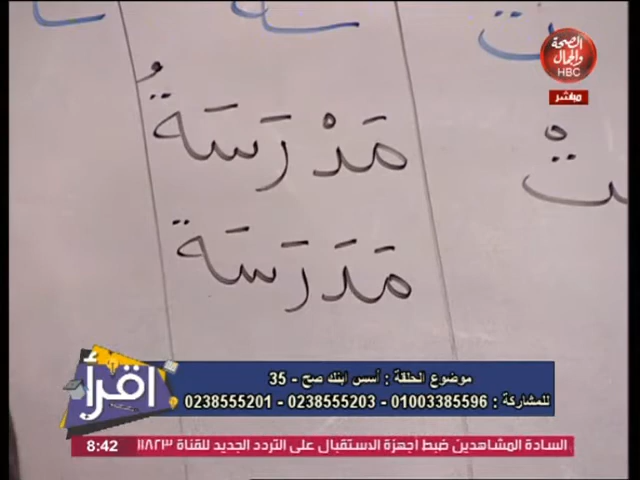 الصحة
والجمال
HBC
مباشر
مَدْرَسَةُ
مَدَرَسَة
تْ
اقرأ
موضوع الحلقة : أسس ابنك صح - 35
للمشاركة : 01003385596 - 0238555203 - 0238555201
السادة المشاهدين ضبط أجهزة الاستقبال على التردد الجديد للقناة ١١٨٢٣
8:42